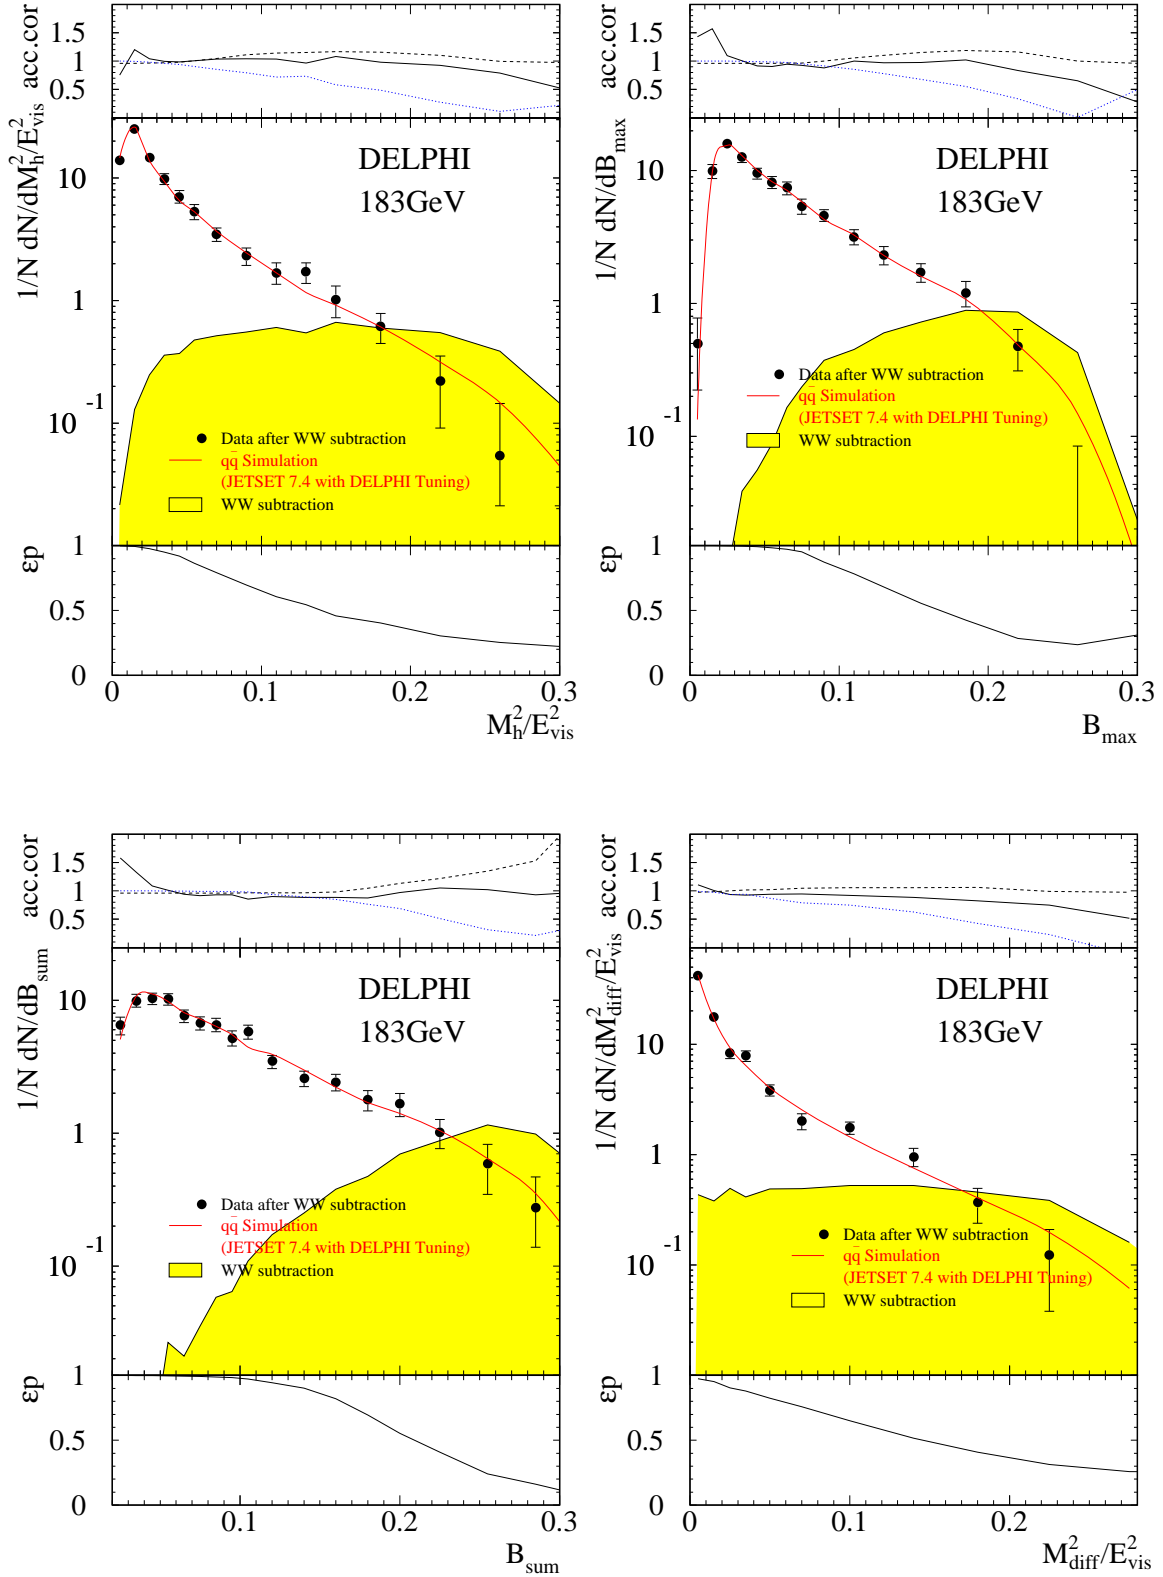 acc.cor
1.5
1
0.5
1/N dN/dM_h^2/E_vis^2
10
1
10^-1
DELPHI
183GeV
Data after WW subtraction
qq̄ Simulation
(JETSET 7.4 with DELPHI Tuning)
WW subtraction
εp
1
0.5
0
0 0.1 0.2 0.3
M_h^2/E_vis^2
acc.cor
1.5
1
0.5
1/N dN/dB_max
10
1
10^-1
DELPHI
183GeV
Data after WW subtraction
qq̄ Simulation
(JETSET 7.4 with DELPHI Tuning)
WW subtraction
εp
1
0.5
0
0 0.1 0.2 0.3
B_max
acc.cor
1.5
1
0.5
1/N dN/dB_sum
10
1
10^-1
DELPHI
183GeV
Data after WW subtraction
qq̄ Simulation
(JETSET 7.4 with DELPHI Tuning)
WW subtraction
εp
1
0.5
0
0.1 0.2 0.3
B_sum
acc.cor
1.5
1
0.5
1/N dN/dM_diff^2/E_vis^2
10
1
10^-1
DELPHI
183GeV
Data after WW subtraction
qq̄ Simulation
(JETSET 7.4 with DELPHI Tuning)
WW subtraction
εp
1
0.5
0
0 0.1 0.2
M_diff^2/E_vis^2